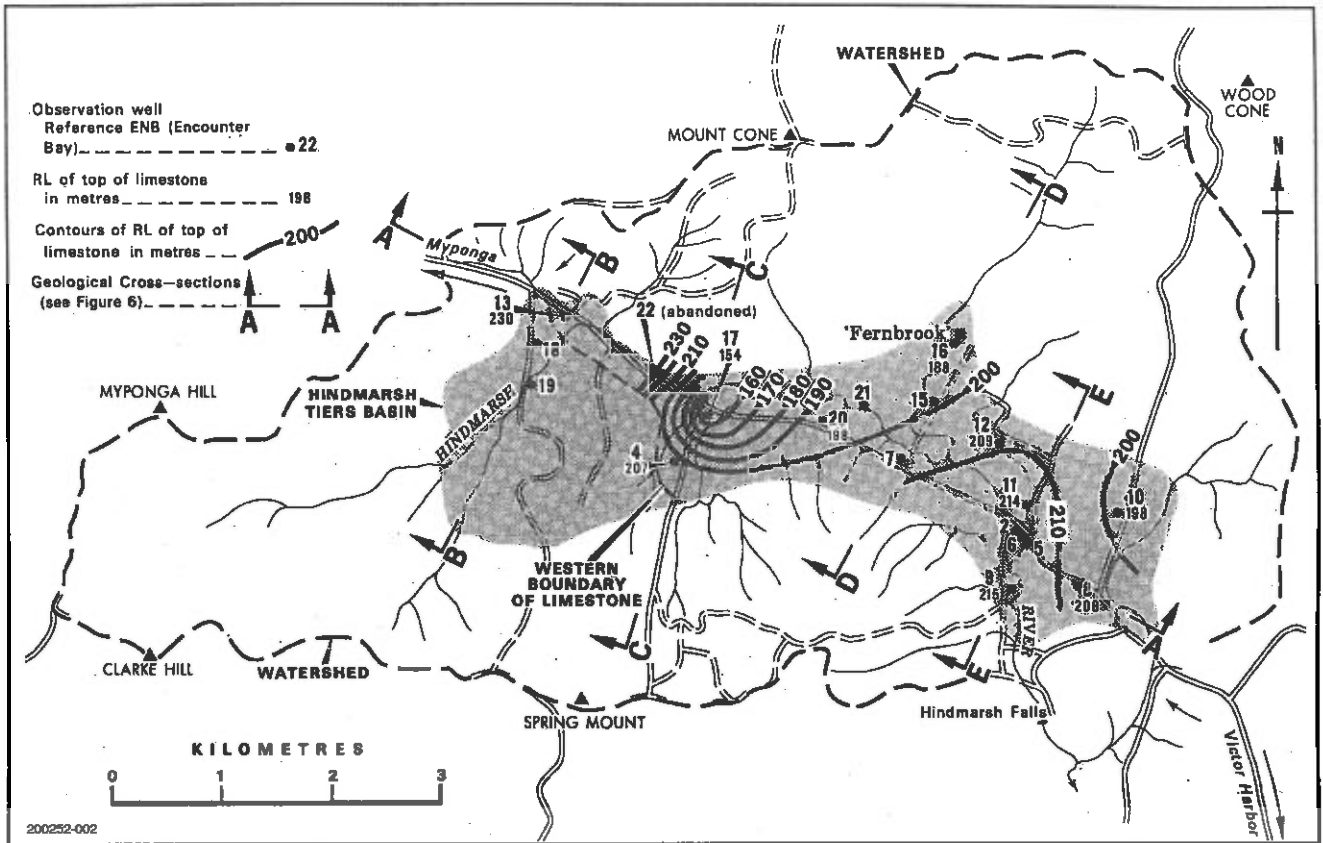 Observation well
Reference ENB (Encounter
Bay) 22
RL of top of limestone
in metres 198
Contours of RL of top of
limestone in metres 200
Geological Cross-sections
(see Figure 6)
A A
WATERSHED
WOOD
CONE
MOUNT CONE
N
D
A
Myponga
B
C
13
230
22 (abandoned)
230
210
17
154
'Fernbrook'
16
188
18
160
170
180
190
200
E
MYPONGA HILL
HINDMARSH
TIERS BASIN
19
21
15
20
198
12
209
HINDMARSH
4
207
7
200
11
214
10
198
2
210
6
5
B
WESTERN
BOUNDARY
OF LIMESTONE
D
9
215
208
RIVER
A
C
E
CLARKE HILL
WATERSHED
SPRING MOUNT
Hindmarsh Falls
Victor Harbor
KILOMETRES
0 1 2 3
200252-002